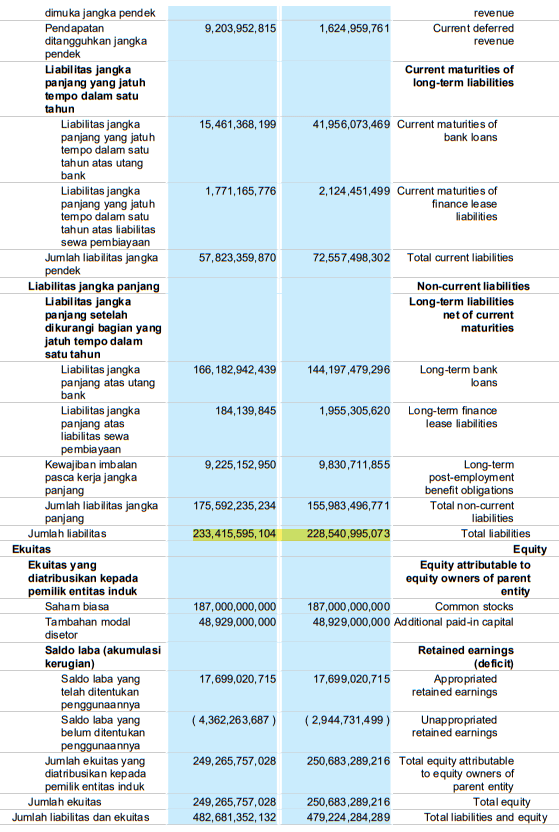 dimuka jangka pendek revenue
Pendapatan 9,203,952,815 1,624,959,761 Current deferred
ditangguhkan jangka revenue
pendek
Liabilitas jangka Current maturities of
panjang yang jatuh long-term liabilities
tempo dalam satu
tahun
Liabilitas jangka 15,461,368,199 41,956,073,469 Current maturities of
panjang yang jatuh bank loans
tempo dalam satu
tahun atas utang
bank
Liabilitas jangka 1,771,165,776 2,124,451,499 Current maturities of
panjang yang jatuh finance lease
tempo dalam satu liabilities
tahun atas liabilitas
sewa pembiayaan
Jumlah liabilitas jangka 57,823,359,870 72,557,498,302 Total current liabilities
pendek
Liabilitas jangka panjang Non-current liabilities
Liabilitas jangka Long-term liabilities
panjang setelah net of current
dikurangi bagian yang maturities
jatuh tempo dalam
satu tahun
Liabilitas jangka 166,182,942,439 144,197,479,296 Long-term bank
panjang atas utang loans
bank
Liabilitas jangka 184,139,845 1,955,305,620 Long-term finance
panjang atas lease liabilities
liabilitas sewa
pembiayaan
Kewajiban imbalan 9,225,152,950 9,830,711,855 Long-term
pasca kerja jangka post-employment
panjang benefit obligations
Jumlah liabilitas jangka 175,592,235,234 155,983,496,771 Total non-current
panjang liabilities
Jumlah liabilitas 233,415,595,104 228,540,995,073 Total liabilities
Ekuitas Equity
Ekuitas yang Equity attributable to
diatribusikan kepada equity owners of parent
pemilik entitas induk entity
Saham biasa 187,000,000,000 187,000,000,000 Common stocks
Tambahan modal 48,929,000,000 48,929,000,000 Additional paid-in capital
disetor
Saldo laba (akumulasi Retained earnings
kerugian) (deficit)
Saldo laba yang 17,699,020,715 17,699,020,715 Appropriated
telah ditentukan retained earnings
penggunaannya
Saldo laba yang ( 4,362,263,687 ) ( 2,944,731,499 ) Unappropriated
belum ditentukan retained earnings
penggunaannya
Jumlah ekuitas yang 249,265,757,028 250,683,289,216 Total equity attributable
diatribusikan kepada to equity owners of
pemilik entitas induk parent entity
Jumlah ekuitas 249,265,757,028 250,683,289,216 Total equity
Jumlah liabilitas dan ekuitas 482,681,352,132 479,224,284,289 Total liabilities and equity